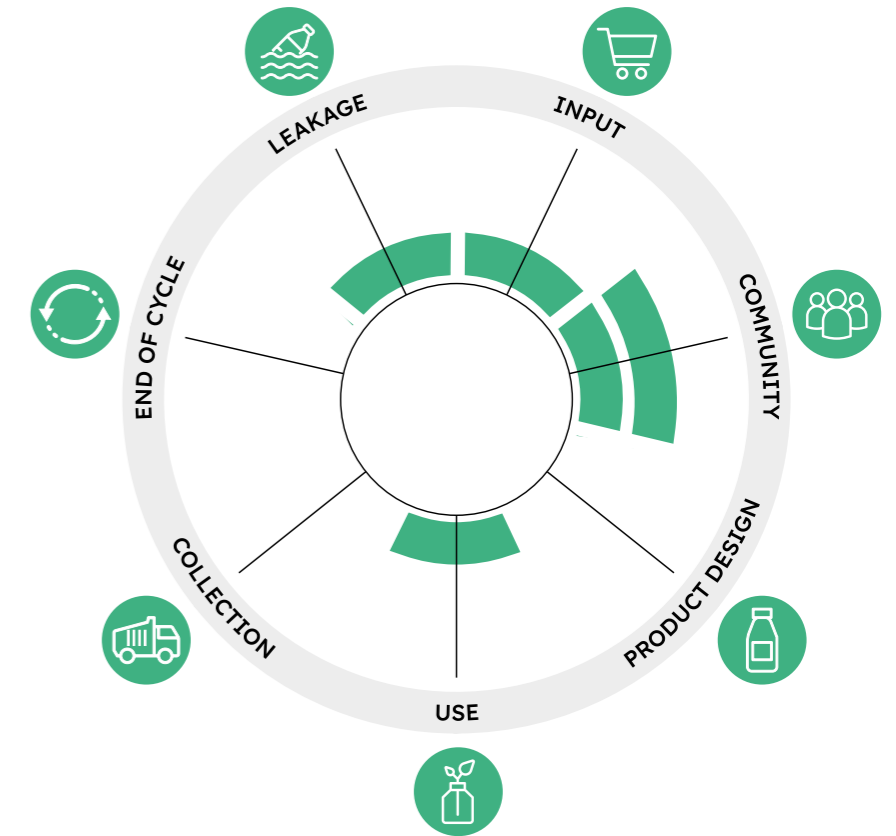 LEAKAGE
INPUT
COMMUNITY
PRODUCT DESIGN
USE
COLLECTION
END OF CYCLE